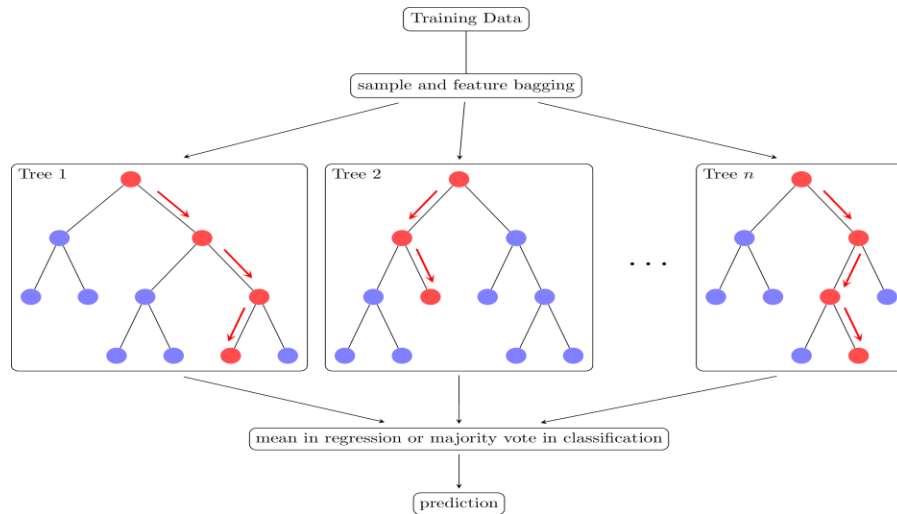 Training Data
sample and feature bagging
Tree 1
Tree 2
Tree n
...
mean in regression or majority vote in classification
prediction